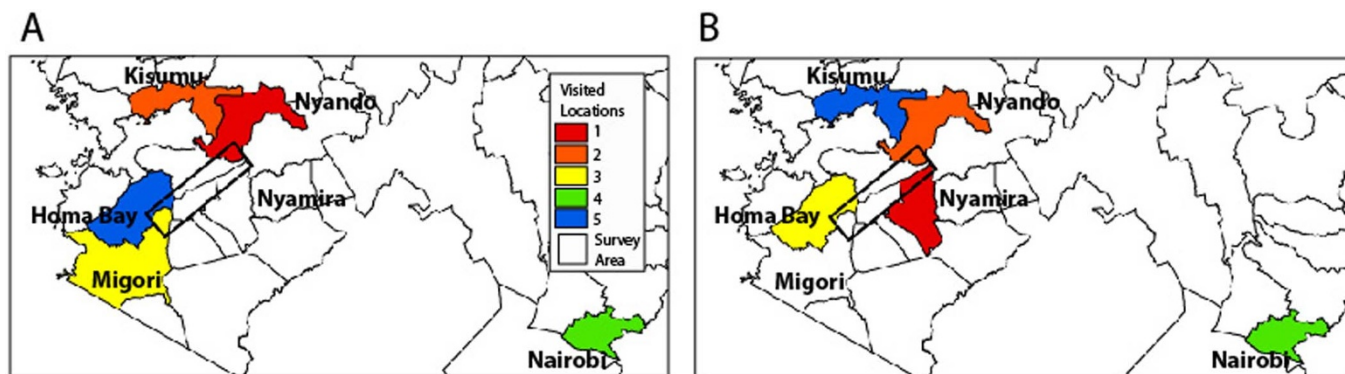 A
Kisumu
Nyando
Nyamira
Homa Bay
Migori
Nairobi
Visited
Locations
1
2
3
4
5
Survey
Area
B
Kisumu
Nyando
Nyamira
Homa Bay
Migori
Nairobi